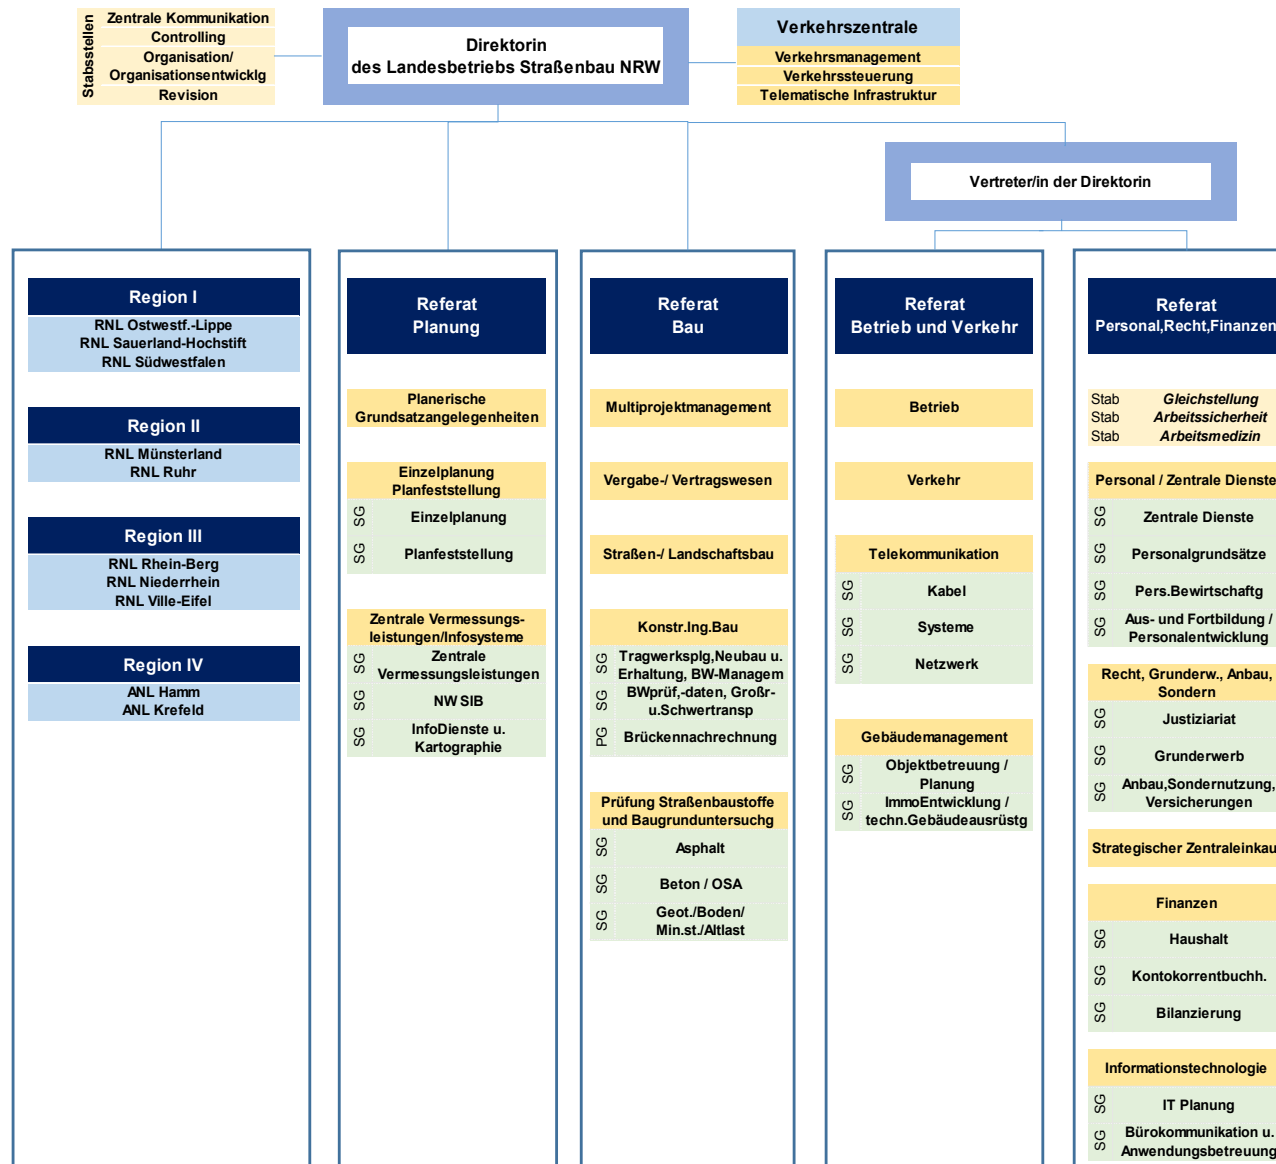 Stabsstellen
Zentrale Kommunikation
Controlling
Organisation/
Organisationsentwicklg
Revision
Direktorin
des Landesbetriebs Straßenbau NRW
Verkehrszentrale
Verkehrsmanagement
Verkehrssteuerung
Telematische Infrastruktur
Vertreter/in der Direktorin
Region I
RNL Ostwestf.-Lippe
RNL Sauerland-Hochstift
RNL Südwestfalen
Region II
RNL Münsterland
RNL Ruhr
Region III
RNL Rhein-Berg
RNL Niederrhein
RNL Ville-Eifel
Region IV
ANL Hamm
ANL Krefeld
Referat
Planung
Planerische
Grundsatzangelegenheiten
Einzelplanung
Planfeststellung
SG Einzelplanung
SG Planfeststellung
Zentrale Vermessungs-
leistungen/Infosysteme
SG Zentrale
Vermessungsleistungen
SG NWSIB
SG InfoDienste u.
Kartographie
Referat
Bau
Multiprojektmanagement
Vergabe-/ Vertragswesen
Straßen-/ Landschaftsbau
Konstr.Ing.Bau
SG Tragwerksplg,Neubau u.
Erhaltung, BW-Managem
SG BWprüf,-daten, Großr-
u.Schwertransp
PG Brückennachrechnung
Prüfung Straßenbaustoffe
und Baugrunduntersuchg
SG Asphalt
SG Beton / OSA
SG Geot./Boden/
Min.st./Altlast
Referat
Betrieb und Verkehr
Betrieb
Verkehr
Telekommunikation
SG Kabel
SG Systeme
SG Netzwerk
Gebäudemanagement
SG Objektbetreuung /
Planung
SG ImmoEntwicklung /
techn.Gebäudeausrüstg
Referat
Personal,Recht,Finanzen
Stab Gleichstellung
Stab Arbeitssicherheit
Stab Arbeitsmedizin
Personal / Zentrale Dienste
SG Zentrale Dienste
SG Personalgrundsätze
SG Pers.Bewirtschaftg
SG Aus- und Fortbildung /
Personalentwicklung
Recht, Grunderw., Anbau,
Sondern
SG Justiziariat
SG Grunderwerb
SG Anbau,Sondernutzung,
Versicherungen
Strategischer Zentraleinkau
Finanzen
SG Haushalt
SG Kontokorrentbuchh.
SG Bilanzierung
Informationstechnologie
SG IT Planung
SG Bürokommunikation u.
Anwendungsbetreuung